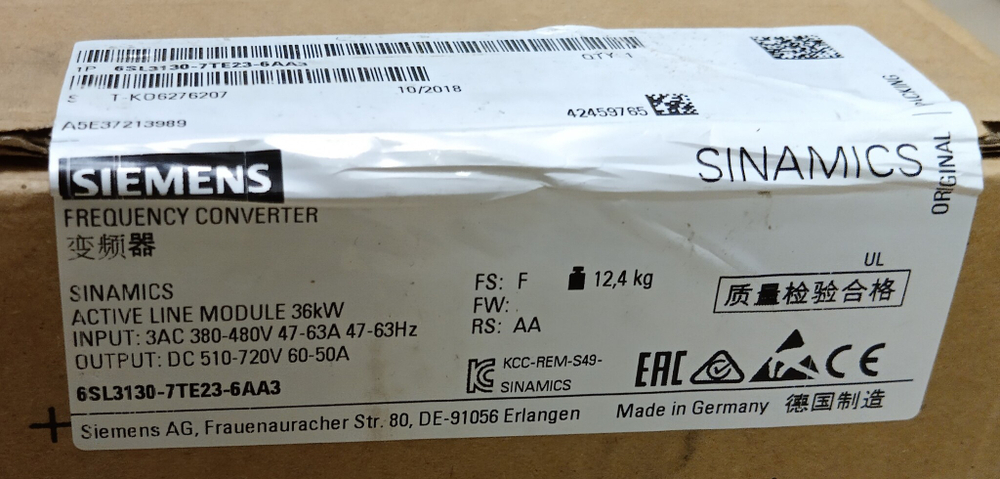 1P 6SL3130-7TE23-6AA3 QTY 1
S T-K06276207 10/2018
A5E37213989 42459765
ORIGINAL PACKING
SIEMENS SINAMICS
FREQUENCY CONVERTER
变频器
UL
SINAMICS FS: F 12,4 kg 质量检验合格
ACTIVE LINE MODULE 36kW FW:
INPUT: 3AC 380-480V 47-63A 47-63Hz RS: AA
OUTPUT: DC 510-720V 60-50A KCC-REM-S49-
6SL3130-7TE23-6AA3 SINAMICS EAC CE
Siemens AG, Frauenauracher Str. 80, DE-91056 Erlangen Made in Germany 德国制造